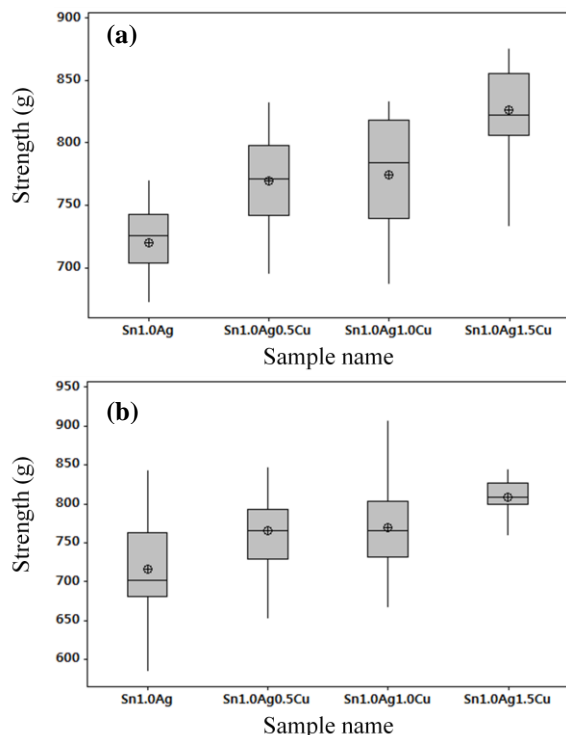 (a)
Strength (g)
900
850
800
750
700
Sn1.0Ag Sn1.0Ag0.5Cu Sn1.0Ag1.0Cu Sn1.0Ag1.5Cu
Sample name
(b)
Strength (g)
950
900
850
800
750
700
650
600
Sn1.0Ag Sn1.0Ag0.5Cu Sn1.0Ag1.0Cu Sn1.0Ag1.5Cu
Sample name